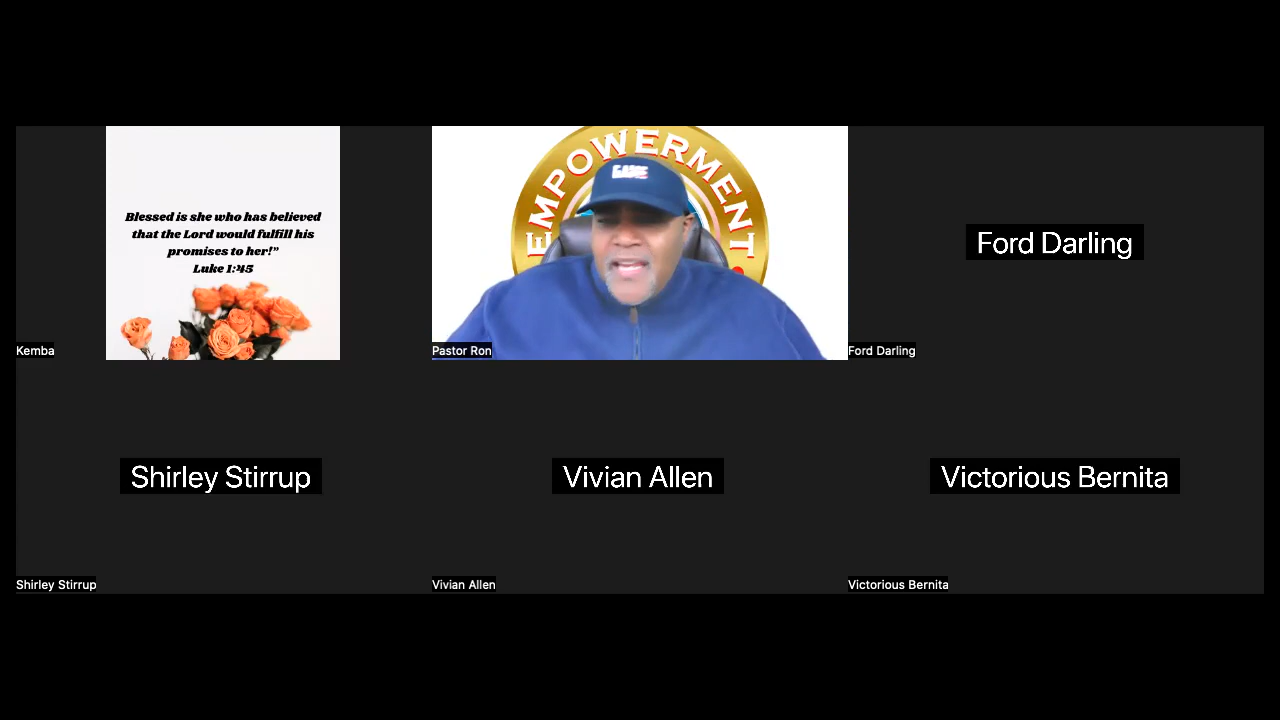 Blessed is she who has believed
that the Lord would fulfill his
promises to her!”
Luke 1:45
Kemba
EMPOWERMENT
Pastor Ron
Ford Darling
Ford Darling
Shirley Stirrup
Shirley Stirrup
Vivian Allen
Vivian Allen
Victorious Bernita
Victorious Bernita